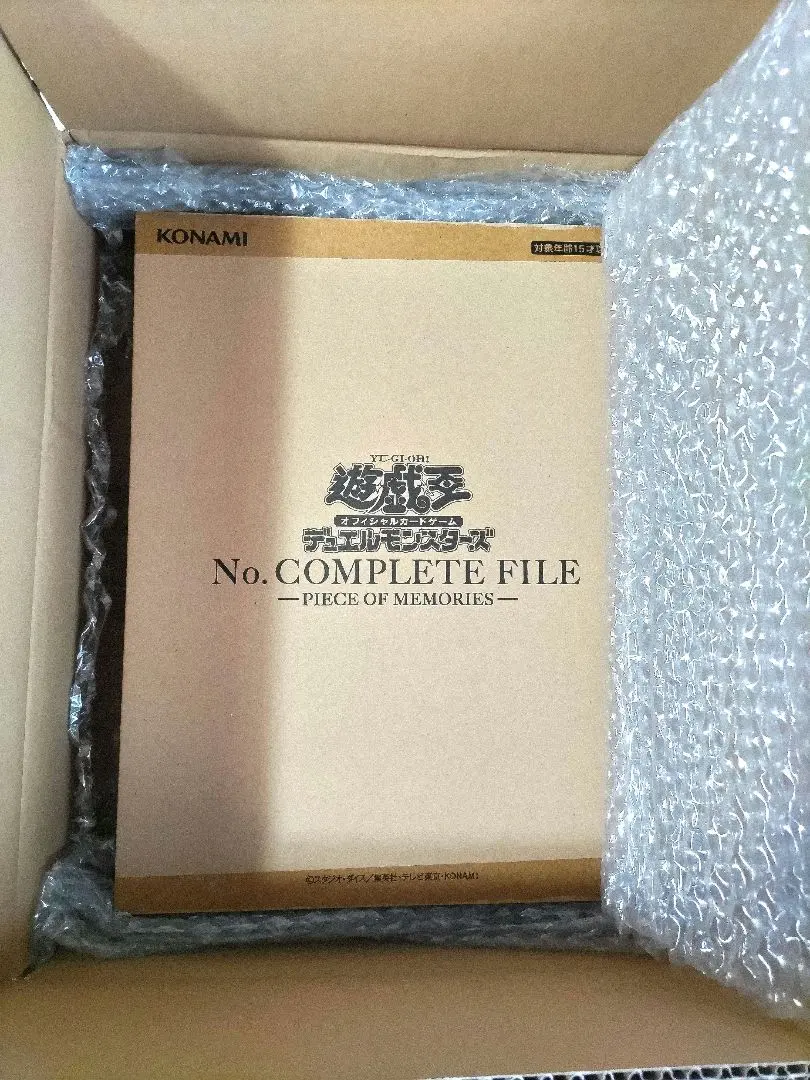 KONAMI
対象年齢15才
YU-GI-OH!
遊戯王
オフィシャルカードゲーム
デュエルモンスターズ
No. COMPLETE FILE
—PIECE OF MEMORIES—
©スタジオ・ダイス／集英社・テレビ東京・KONAMI